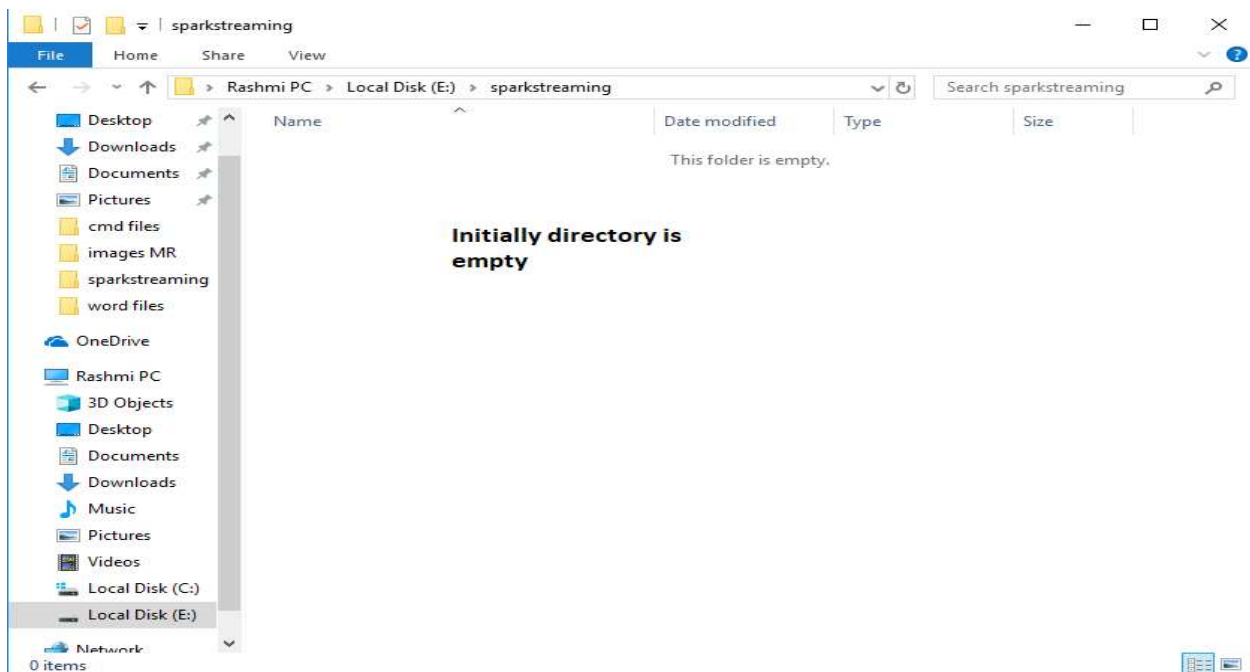 sparkstreaming
File Home Share View
Rashmi PC > Local Disk (E:) > sparkstreaming
Search sparkstreaming
Name Date modified Type Size
This folder is empty.
Initially directory is
empty
Desktop
Downloads
Documents
Pictures
cmd files
images MR
sparkstreaming
word files
OneDrive
Rashmi PC
3D Objects
Desktop
Documents
Downloads
Music
Pictures
Videos
Local Disk (C:)
Local Disk (E:)
Network
0 items